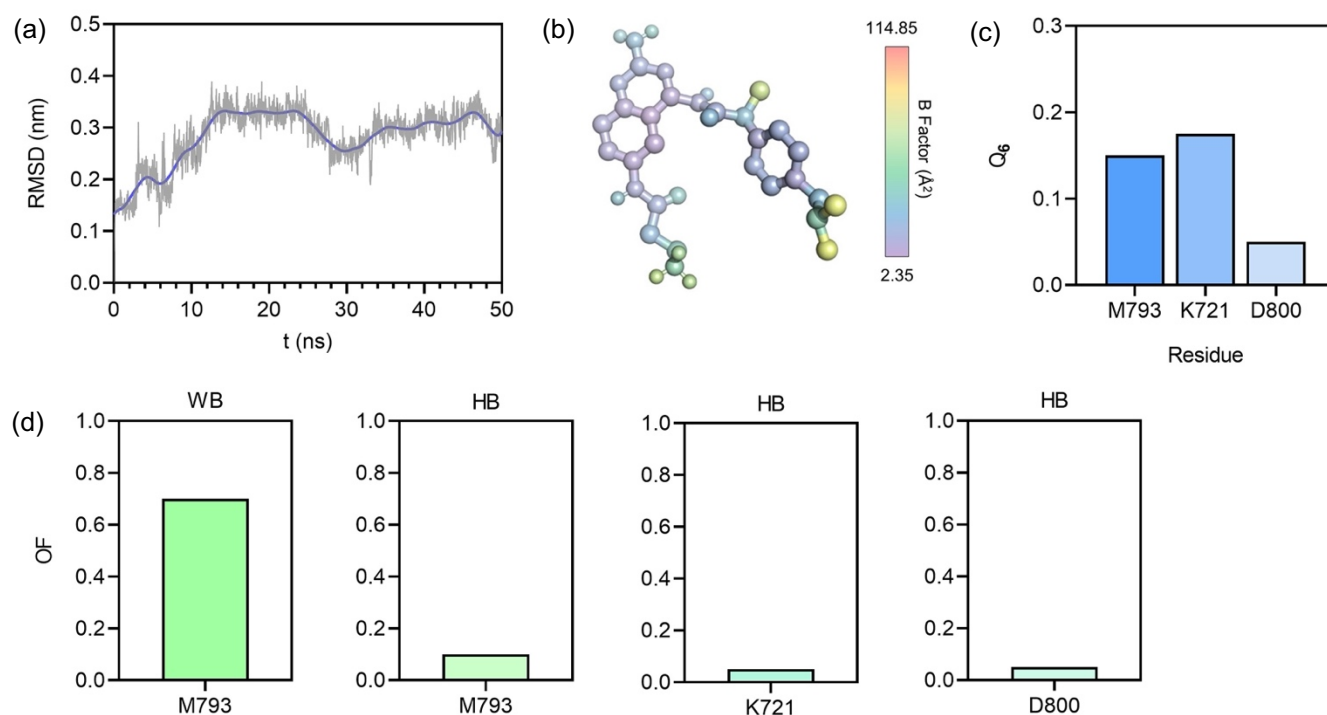 (a)
0.5
0.4
0.3
0.2
0.1
0.0
RMSD (nm)
0 10 20 30 40 50
t (ns)
(b)
114.85
B Factor (Å²)
2.35
(c)
0.3
0.2
0.1
0.0
Q₆
M793 K721 D800
Residue
(d)
OF
WB
1.0
0.8
0.6
0.4
0.2
0.0
M793
HB
1.0
0.8
0.6
0.4
0.2
0.0
M793
HB
1.0
0.8
0.6
0.4
0.2
0.0
K721
HB
1.0
0.8
0.6
0.4
0.2
0.0
D800